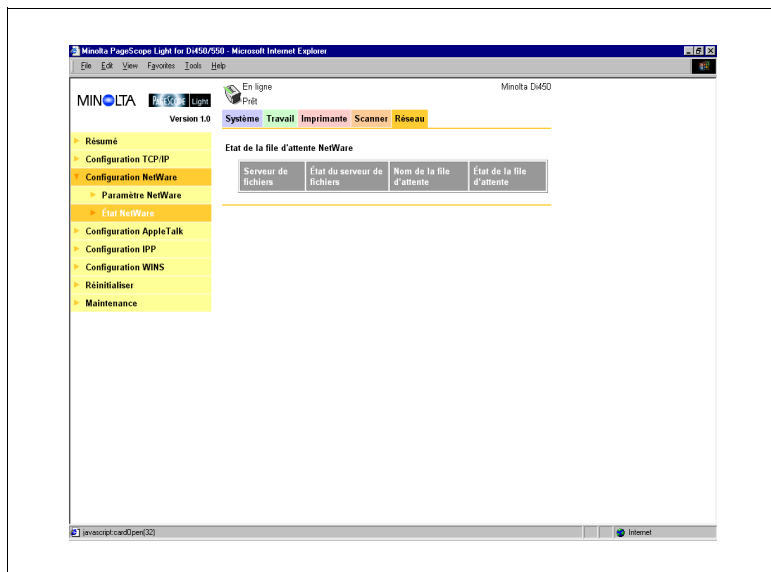 Minolta PageScope Light for Di450/550 - Microsoft Internet Explorer
File Edit View Favorites Tools Help
MINOLTA PAGESCOPE Light
Version 1.0
En ligne
Prêt
Minolta Di450
Système Travail Imprimante Scanner Réseau
Résumé
Configuration TCP/IP
Configuration NetWare
Paramètre NetWare
État NetWare
Configuration AppleTalk
Configuration IPP
Configuration WINS
Réinitialiser
Maintenance
Etat de la file d'attente NetWare
Serveur de fichiers
État du serveur de fichiers
Nom de la file d'attente
État de la file d'attente
javascript:cardOpen(32)
Internet